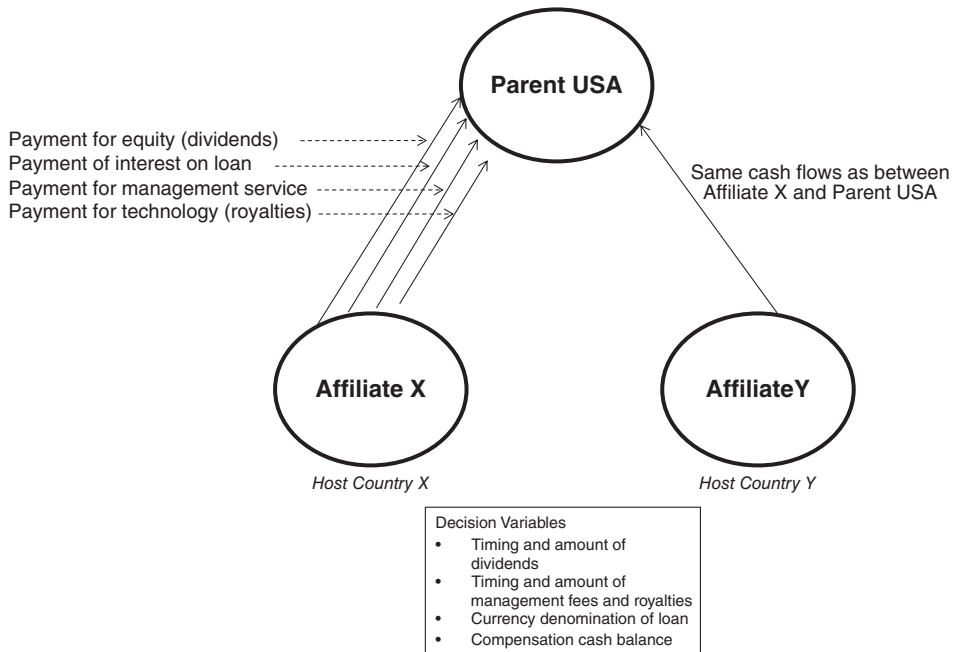 Parent USA
Payment for equity (dividends)
Payment of interest on loan
Payment for management service
Payment for technology (royalties)
Same cash flows as between
Affiliate X and Parent USA
Affiliate X
AffiliateY
Host Country X
Host Country Y
Decision Variables
• Timing and amount of
dividends
• Timing and amount of
management fees and royalties
• Currency denomination of loan
• Compensation cash balance